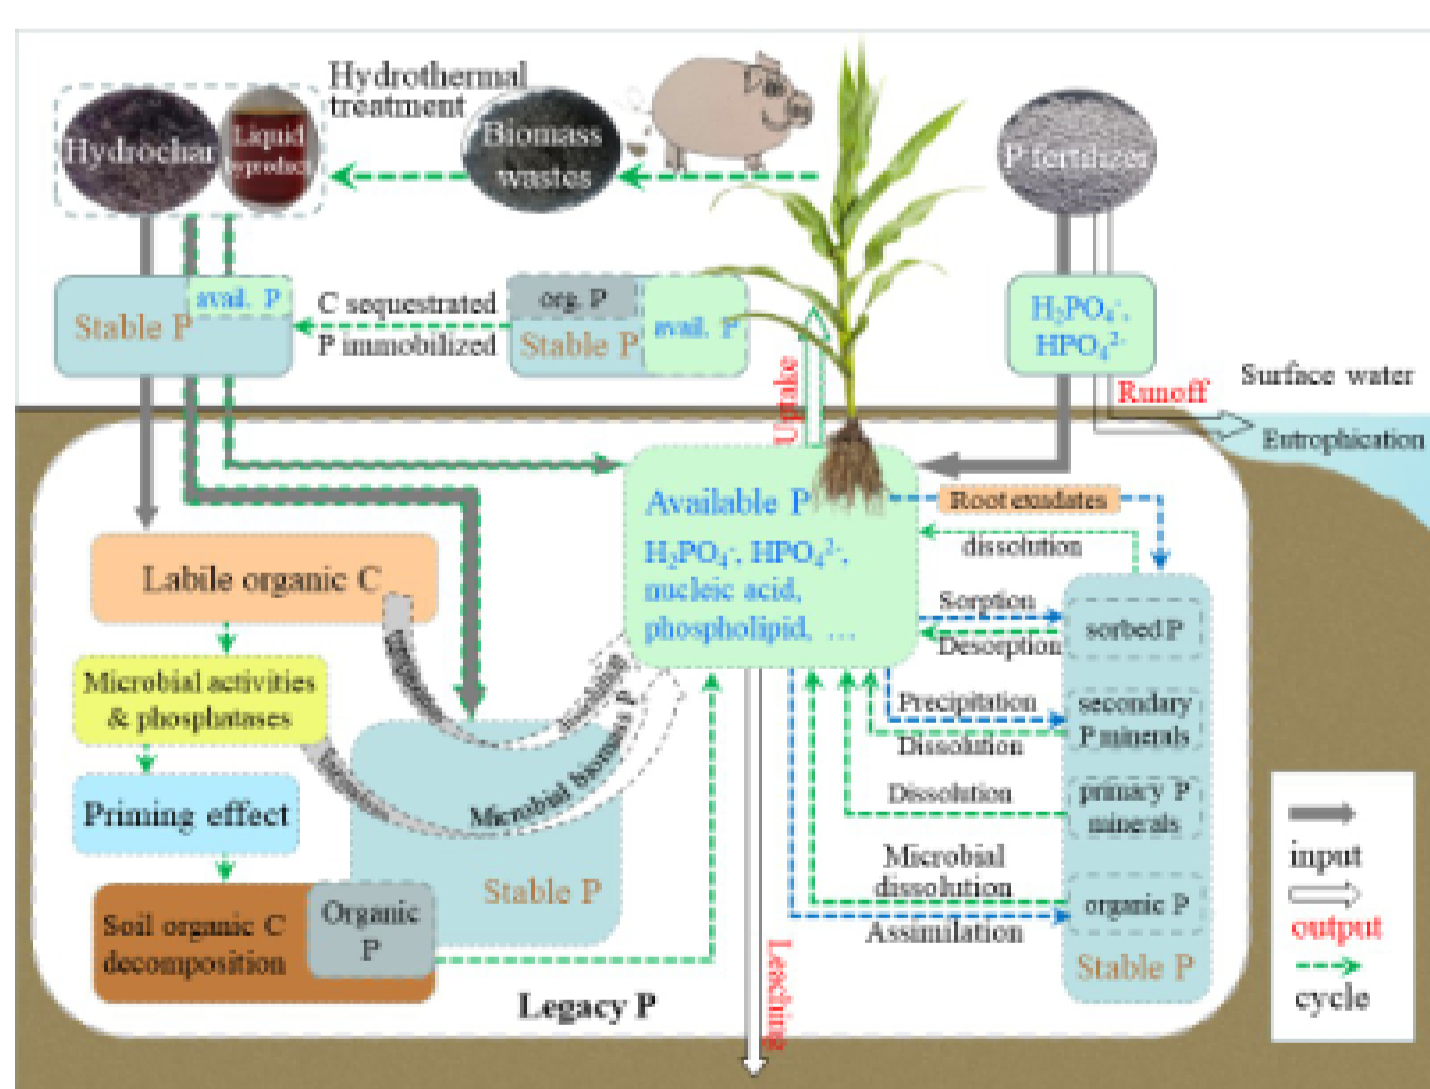 Hydrothermal
treatment
Hydrochar
Liquid
byproduct
Biomass
wastes
P fertilizer
avail. P
Stable P
C sequestrated
P immobilized
org. P
Stable P
avail. P
H₂PO₄⁻,
HPO₄²⁻
Uptake
Runoff
Surface water
Entrophication
Available P
H₂PO₄⁻, HPO₄²⁻,
nucleic acid,
phospholipid, ...
Root exudates
dissolution
Labile organic C
Sorption
Desorption
sorbed P
Microbial activities
& phosphatases
dissolution
Microbial biomass P
Precipitation
Dissolution
secondary
P minerals
Priming effect
Dissolution
primary P
minerals
Stable P
Microbial
dissolution
Assimilation
organic P
Stable P
Soil organic C
decomposition
Organic
P
Legacy P
Leaching
input
output
cycle